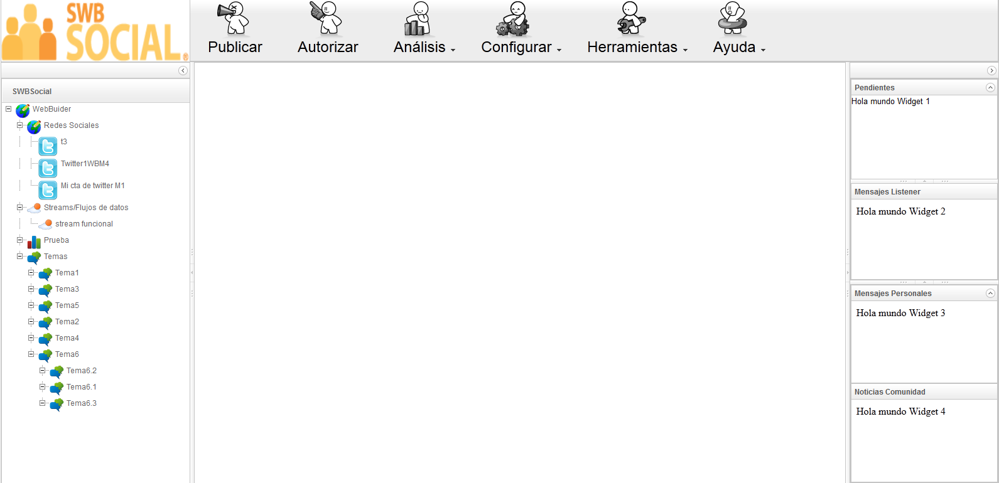 SWB
SOCIAL®
Publicar
Autorizar
Análisis
Configurar
Herramientas
Ayuda
SWBSocial
WebBuider
Redes Sociales
t3
Twitter1WBM4
Mi cta de twitter M1
Streams/Flujos de datos
stream funcional
Prueba
Temas
Tema1
Tema3
Tema5
Tema2
Tema4
Tema6
Tema6.2
Tema6.1
Tema6.3
Pendientes
Hola mundo Widget 1
Mensajes Listener
Hola mundo Widget 2
Mensajes Personales
Hola mundo Widget 3
Noticias Comunidad
Hola mundo Widget 4